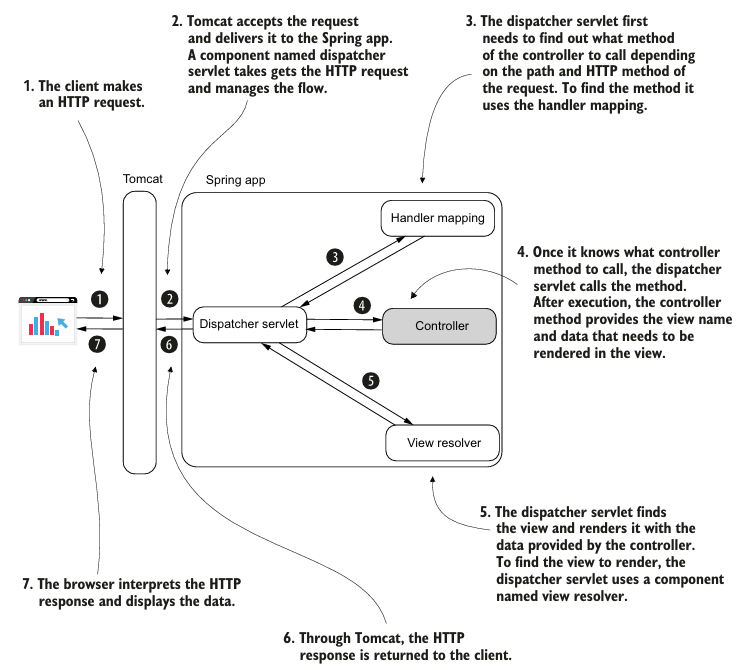 2. Tomcat accepts the request
and delivers it to the Spring app.
A component named dispatcher
servlet takes gets the HTTP request
and manages the flow.
3. The dispatcher servlet first
needs to find out what method
of the controller to call depending
on the path and HTTP method of
the request. To find the method it
uses the handler mapping.
1. The client makes
an HTTP request.
Tomcat
Spring app
Handler mapping
3
4. Once it knows what controller
method to call, the dispatcher
servlet calls the method.
After execution, the controller
method provides the view name
and data that needs to be
rendered in the view.
1
2
4
Dispatcher servlet
Controller
7
6
5
View resolver
5. The dispatcher servlet finds
the view and renders it with the
data provided by the controller.
To find the view to render, the
dispatcher servlet uses a component
named view resolver.
7. The browser interprets the HTTP
response and displays the data.
6. Through Tomcat, the HTTP
response is returned to the client.